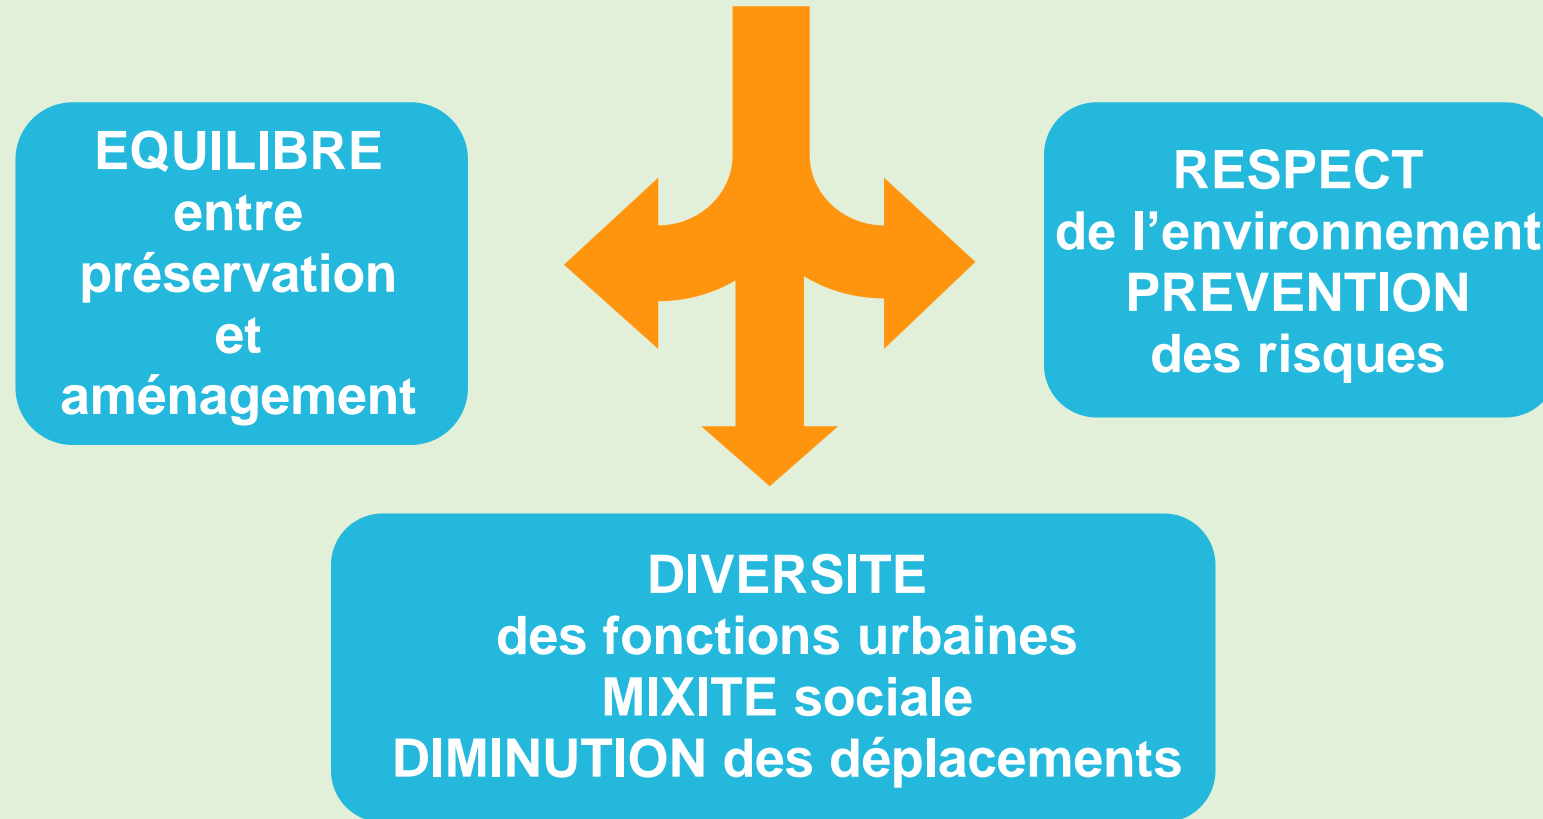 EQUILIBRE
entre
préservation
et
aménagement
RESPECT
de l’environnement
PREVENTION
des risques
DIVERSITE
des fonctions urbaines
MIXITE sociale
DIMINUTION des déplacements